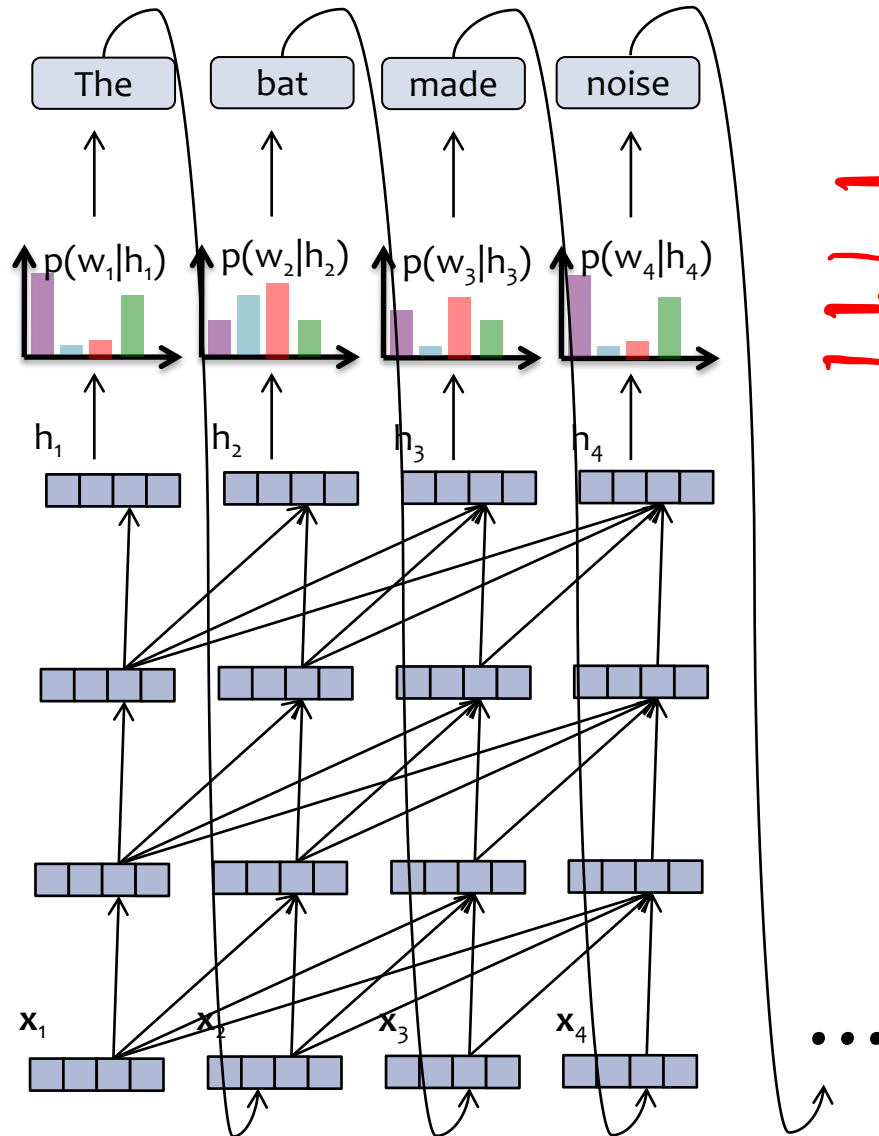 The bat made noise
p(w₁|h₁) p(w₂|h₂) p(w₃|h₃) p(w₄|h₄)
h₁ h₂ h₃ h₄
x₁ x₂ x₃ x₄
...